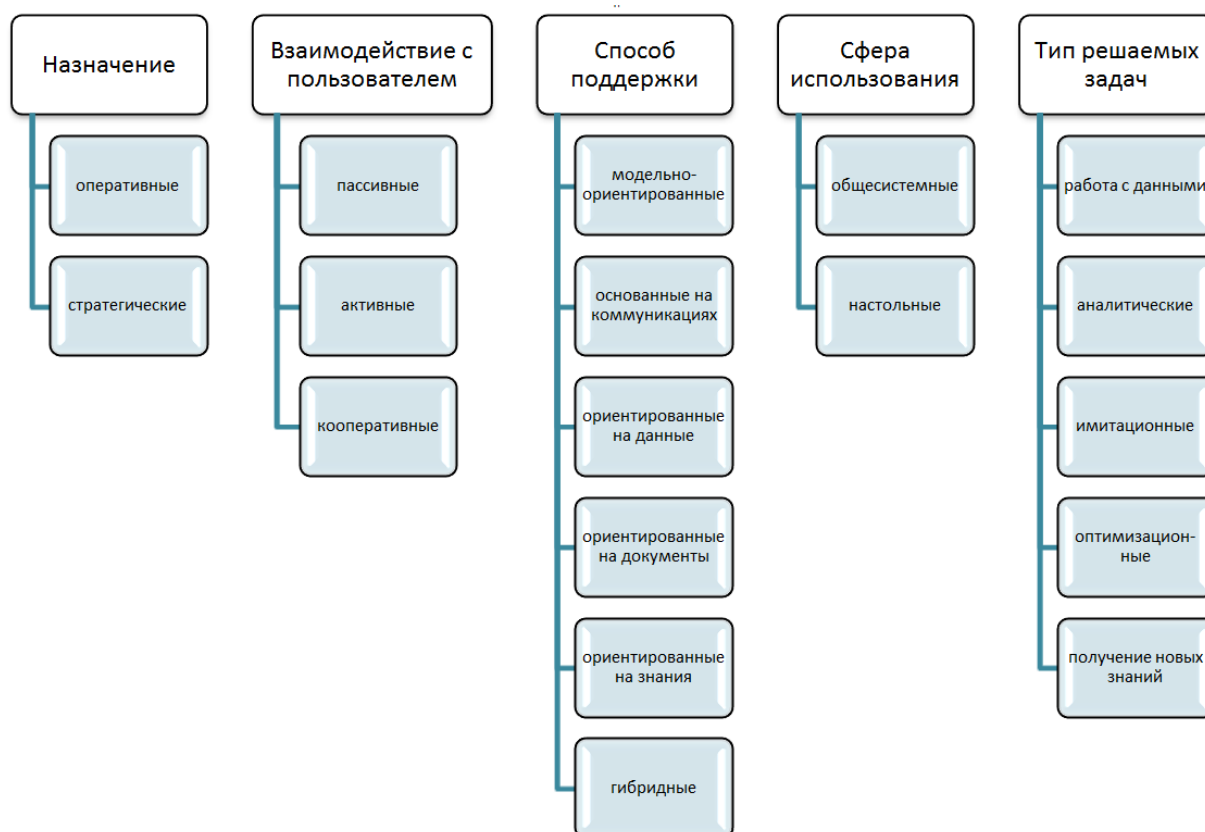 Назначение
оперативные
стратегические
Взаимодействие с
пользователем
пассивные
активные
кооперативные
Способ
поддержки
модельно-
ориентированные
основанные на
коммуникациях
ориентированные
на данные
ориентированные
на документы
ориентированные
на знания
гибридные
Сфера
использования
общесистемные
настольные
Тип решаемых
задач
работа с данными
аналитические
имитационные
оптимизацион-
ные
получение новых
знаний